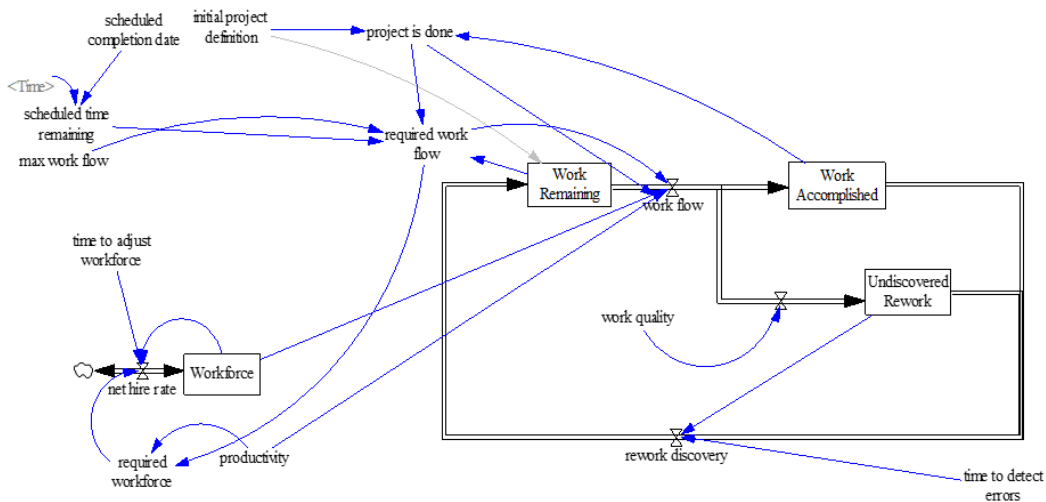 scheduled
completion date
initial project
definition
project is done
<Time>
scheduled time
remaining
max work flow
required work
flow
Work
Remaining
work flow
Work
Accomplished
time to adjust
workforce
Undiscovered
Rework
work quality
Workforce
net hire rate
required
workforce
productivity
rework discovery
time to detect
errors